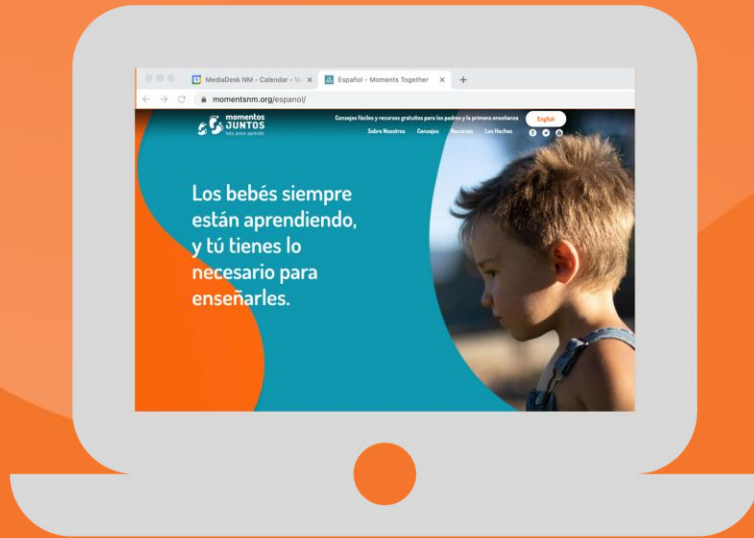 MediaDesk NM - Calendar - W
Español - Moments Together
momentsnm.org/espanol/
momentos
JUNTOS
Consejos fáciles y recursos gratuitos para los padres y la primera enseñanza
English
Sobre Nosotros Consejos Recursos Los Hechos
Los bebés siempre
están aprendiendo,
y tú tienes lo
necesario para
enseñarles.